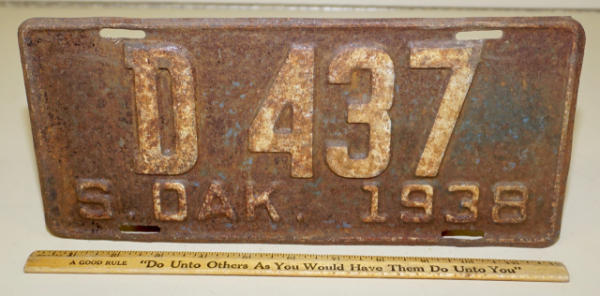 D 437
S. DAK. 1938
A GOOD RULE "Do Unto Others As You Would Have Them Do Unto You"